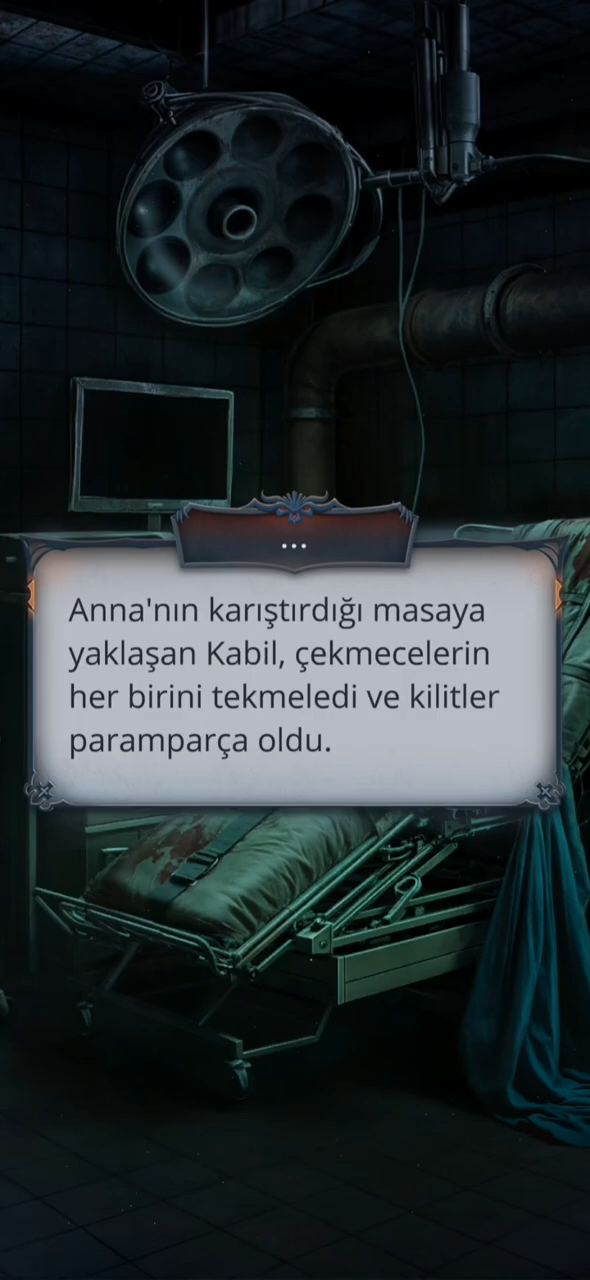 ...
Anna'nın karıştırdığı masaya
yaklaşan Kabil, çekmecelerin
her birini tekmeledi ve kilitler
paramparça oldu.